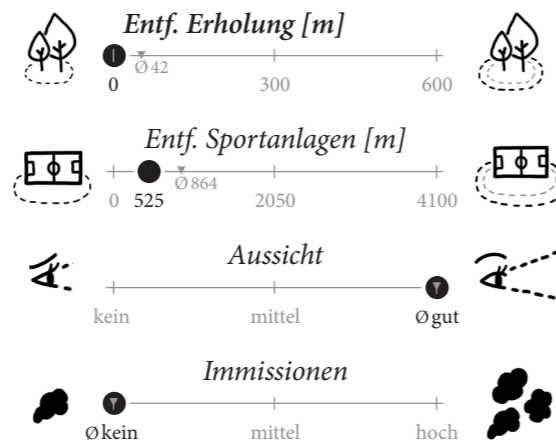 Entf. Erholung [m]
Ø 42
0 300 600
Entf. Sportanlagen [m]
Ø 864
0 525 2050 4100
Aussicht
kein mittel Ø gut
Immissionen
Ø kein mittel hoch